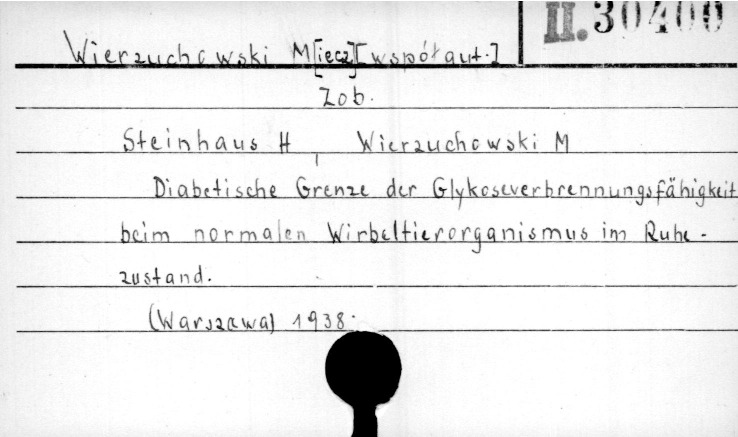 II. 30400
Wierzuchowski M[iecz][współaut.]
Zob.
Steinhaus H, Wierzuchowski M
Diabetische Grenze der Glykoseverbrennungsfähigkeit
beim normalen Wirbeltierorganismus im Ruhe-
zustand.
(Warszawa) 1938.